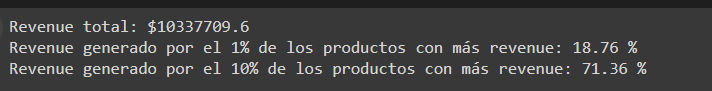 Revenue total: $10337709.6
Revenue generado por el 1% de los productos con más revenue: 18.76 %
Revenue generado por el 10% de los productos con más revenue: 71.36 %